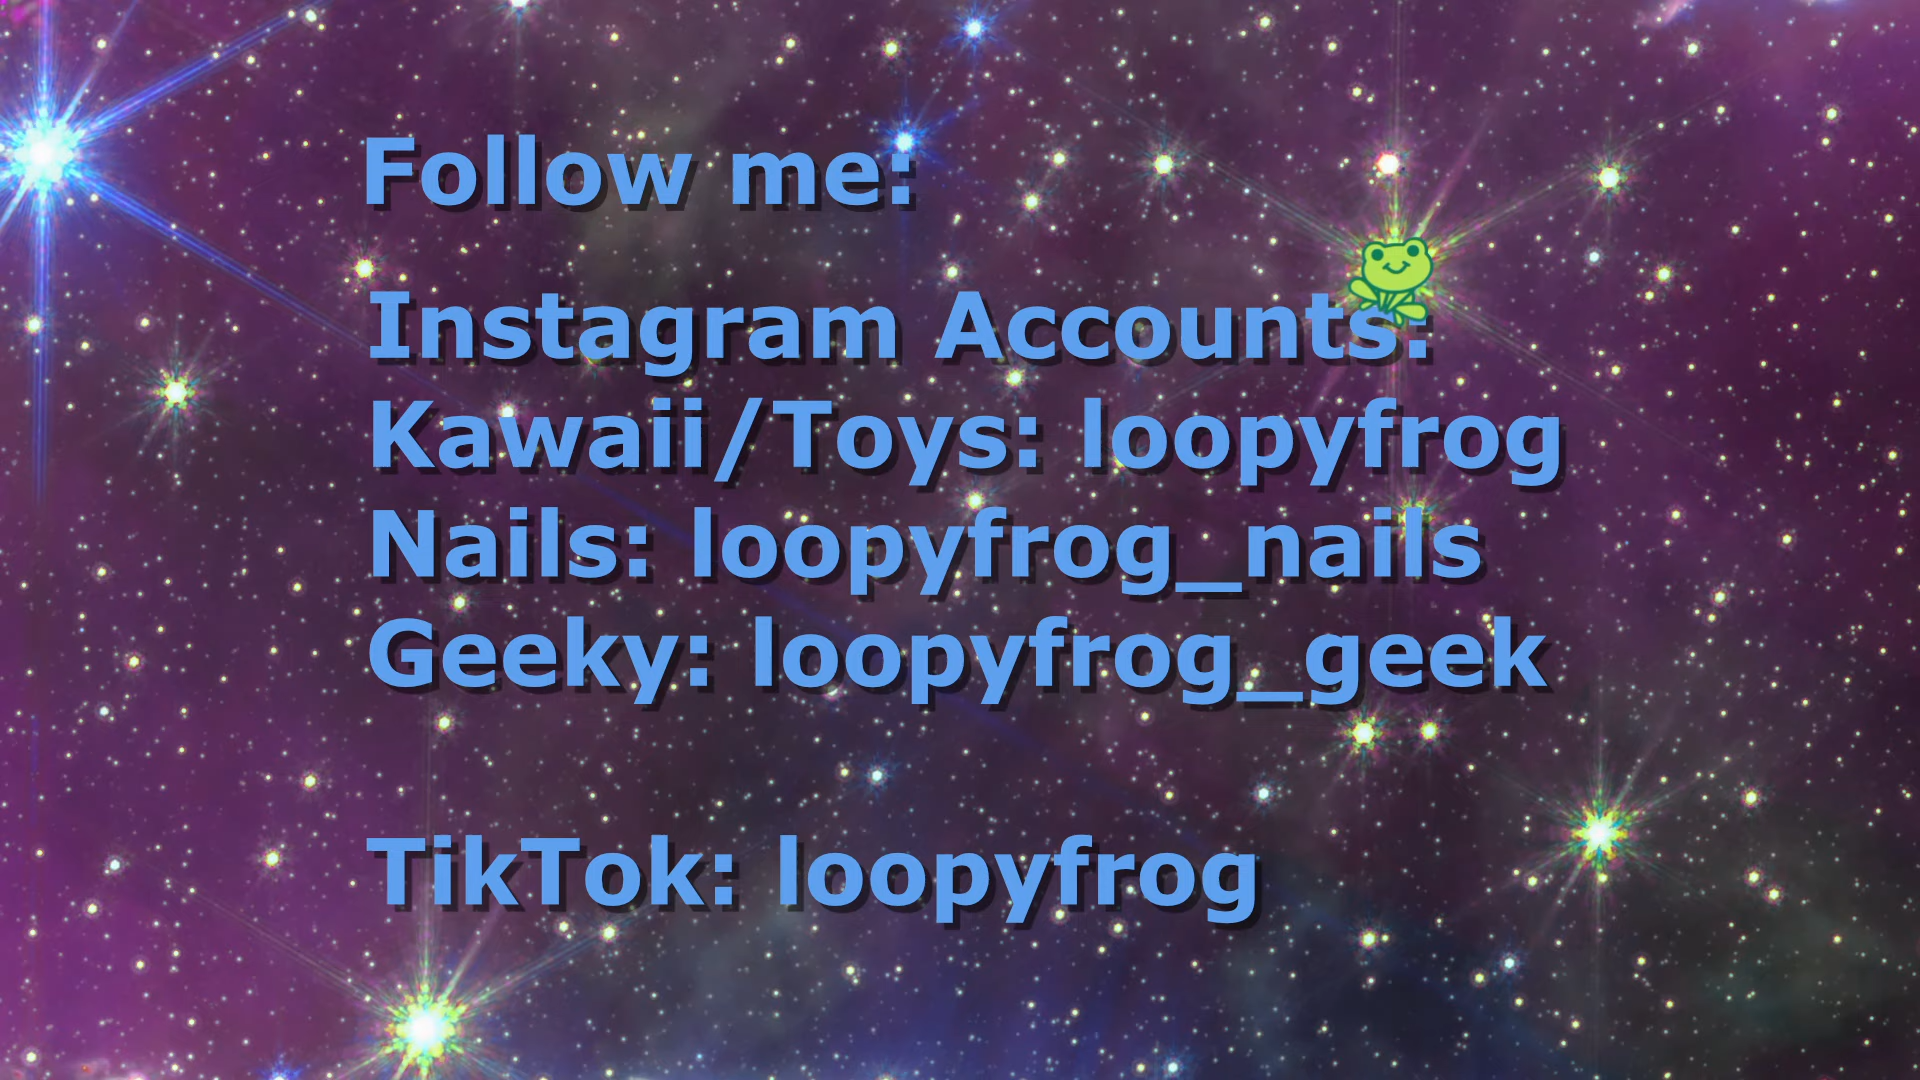 Follow me:
Instagram Accounts:
Kawaii/Toys: loopyfrog
Nails: loopyfrog_nails
Geeky: loopyfrog_geek
TikTok: loopyfrog